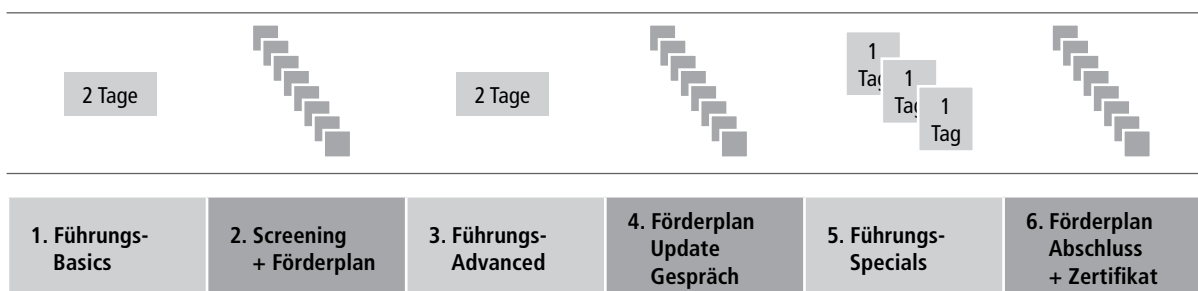 2 Tage
2 Tage
1
Tag
1
Tag
1
Tag
1. Führungs-
Basics
2. Screening
+ Förderplan
3. Führungs-
Advanced
4. Förderplan
Update
Gespräch
5. Führungs-
Specials
6. Förderplan
Abschluss
+ Zertifikat